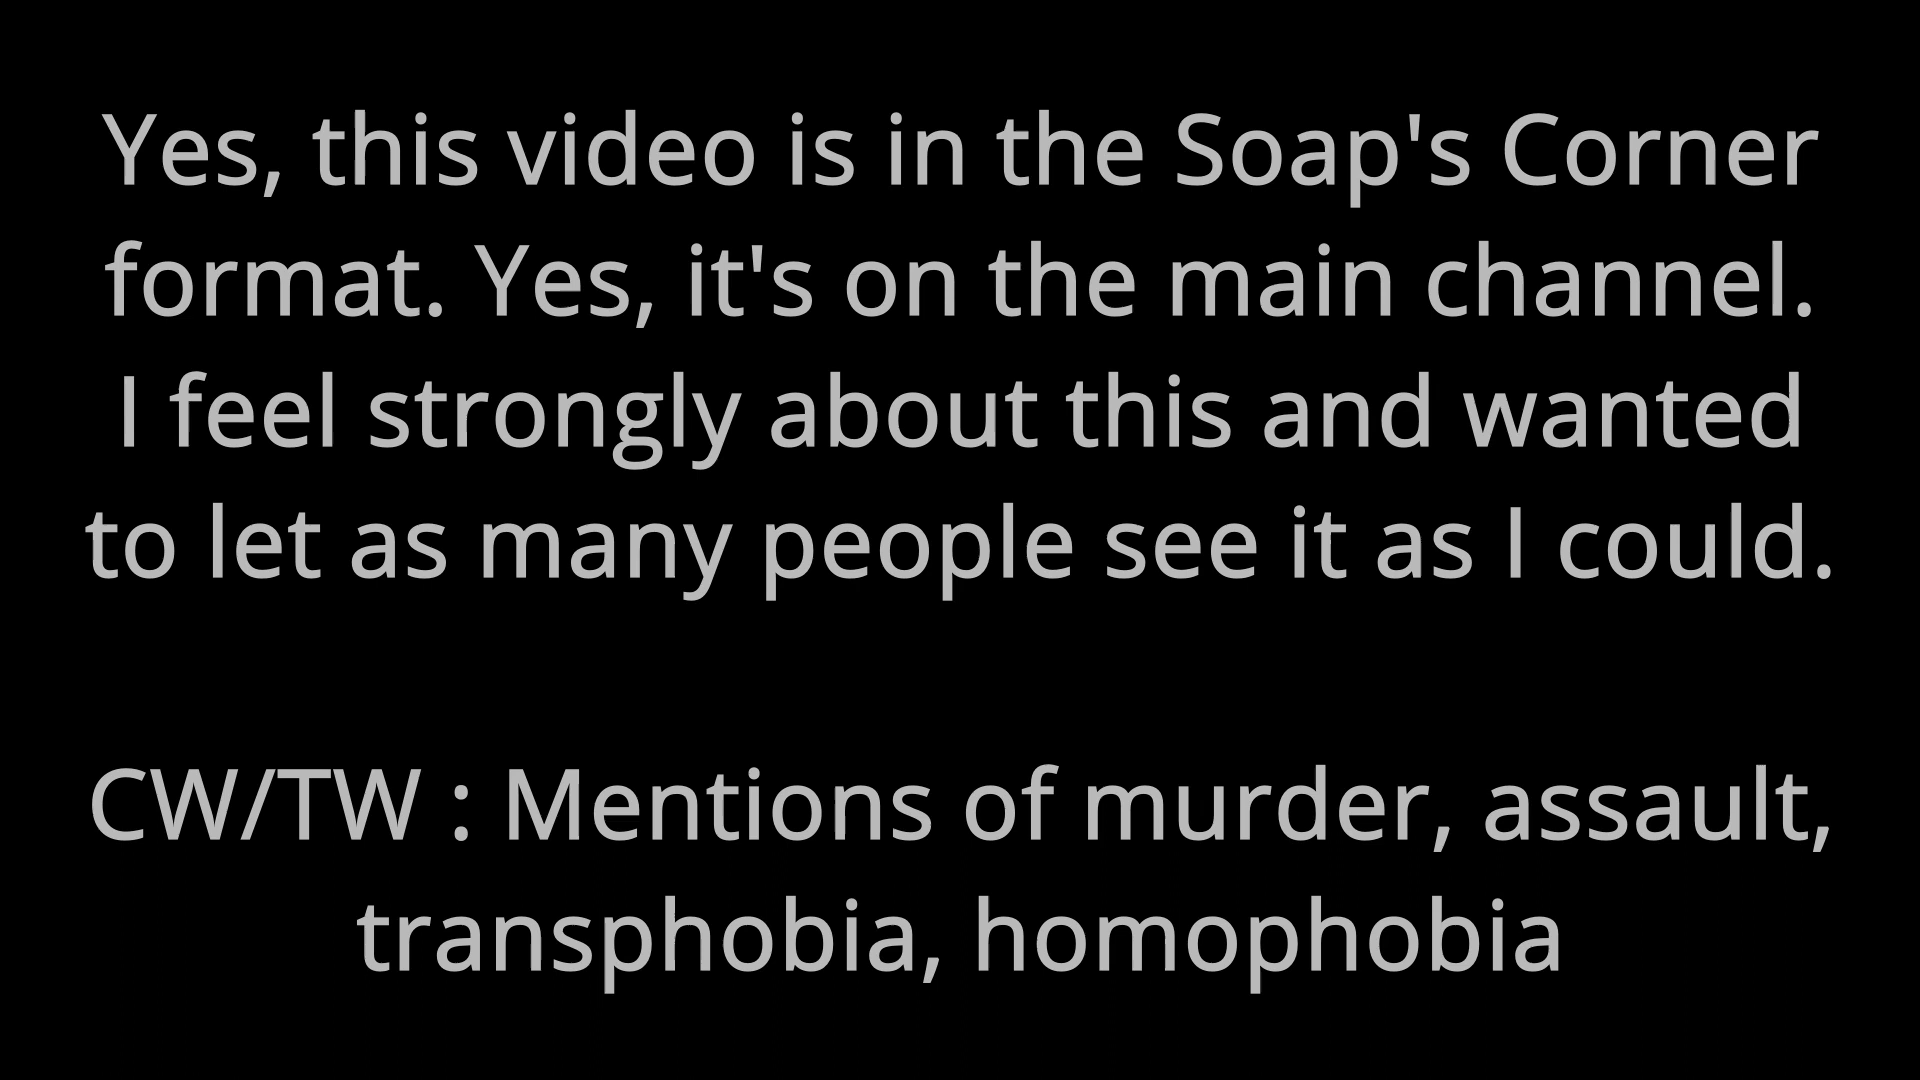 Yes, this video is in the Soap's Corner
format. Yes, it's on the main channel.
I feel strongly about this and wanted
to let as many people see it as I could.
CW/TW : Mentions of murder, assault,
transphobia, homophobia